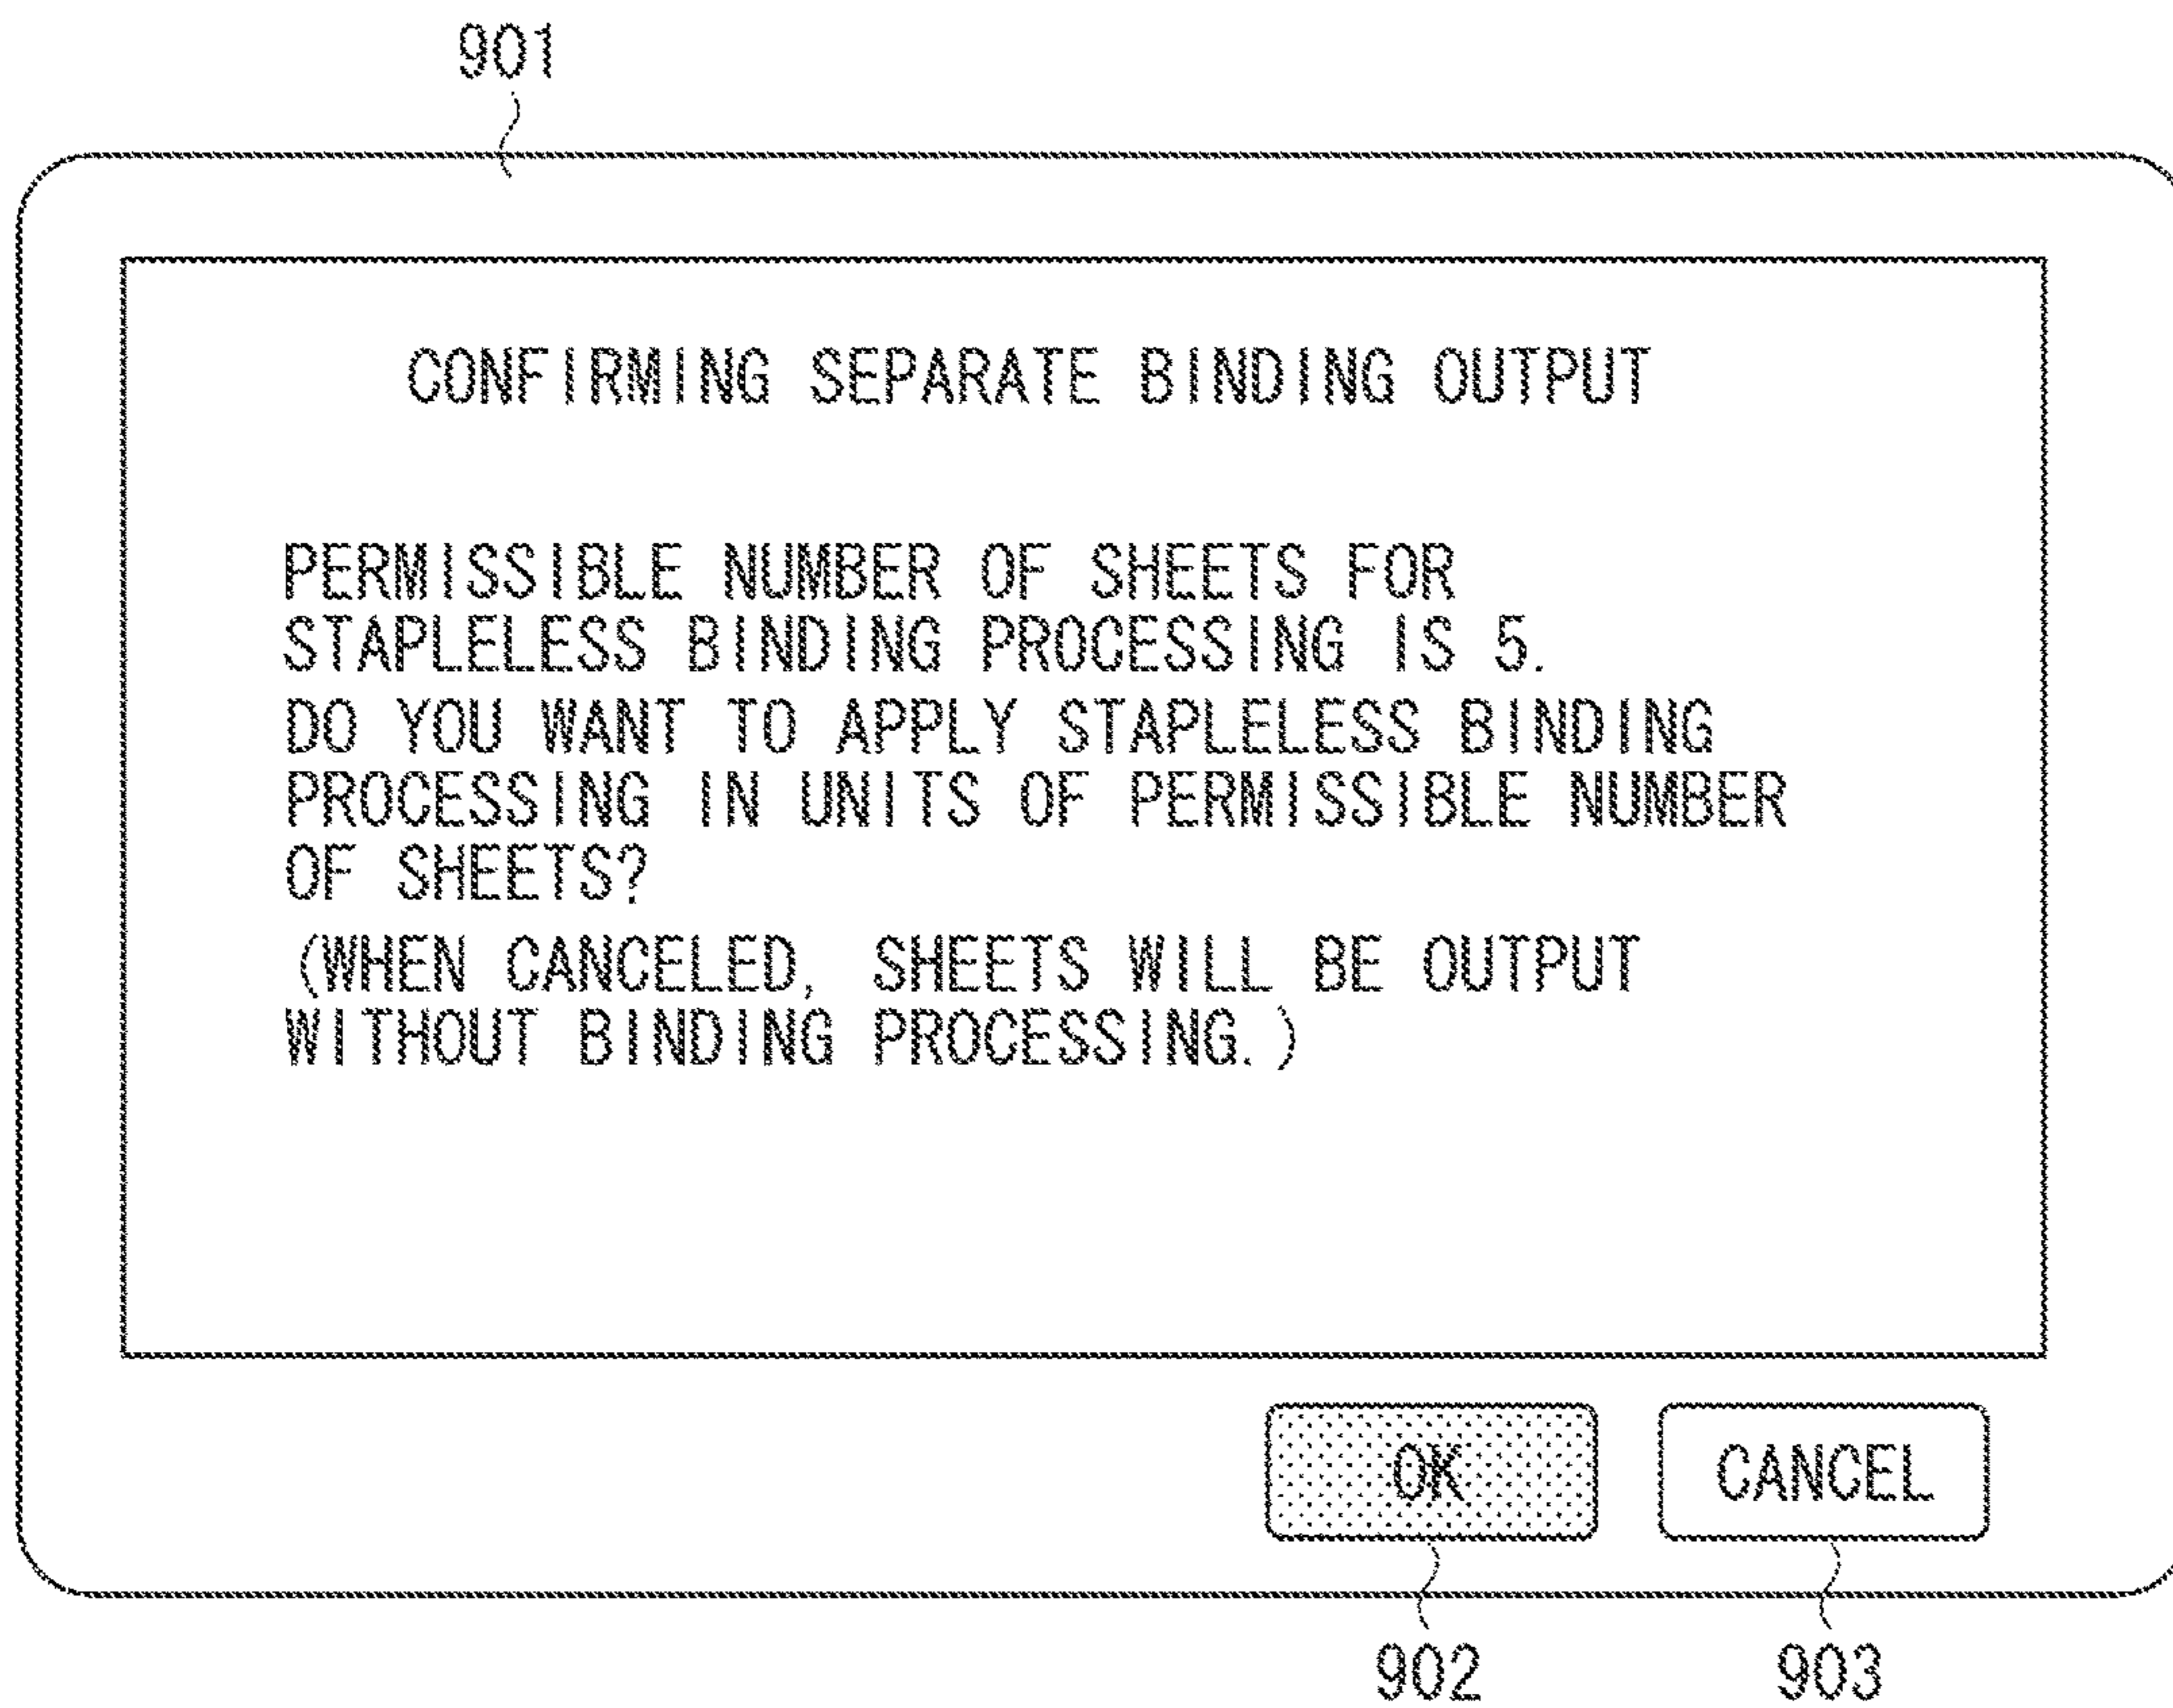 901
CONFIRMING SEPARATE BINDING OUTPUT
PERMISSIBLE NUMBER OF SHEETS FOR
STAPLELESS BINDING PROCESSING IS 5.
DO YOU WANT TO APPLY STAPLELESS BINDING
PROCESSING IN UNITS OF PERMISSIBLE NUMBER
OF SHEETS?
(WHEN CANCELED, SHEETS WILL BE OUTPUT
WITHOUT BINDING PROCESSING.)
OK CANCEL
902 903